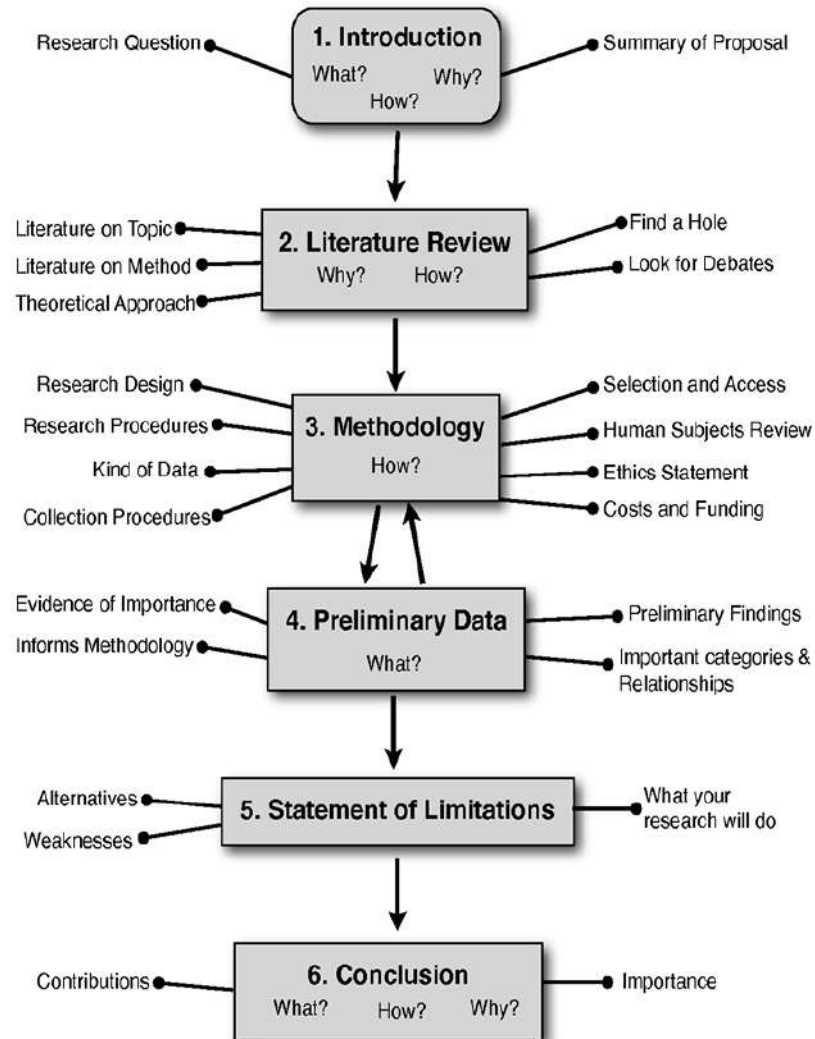 1. Introduction
What? Why?
How?
Research Question
Summary of Proposal
2. Literature Review
Why? How?
Literature on Topic
Literature on Method
Theoretical Approach
Find a Hole
Look for Debates
3. Methodology
How?
Research Design
Research Procedures
Kind of Data
Collection Procedures
Selection and Access
Human Subjects Review
Ethics Statement
Costs and Funding
4. Preliminary Data
What?
Evidence of Importance
Informs Methodology
Preliminary Findings
Important categories &
Relationships
5. Statement of Limitations
Alternatives
Weaknesses
What your
research will do
6. Conclusion
What? How? Why?
Contributions
Importance